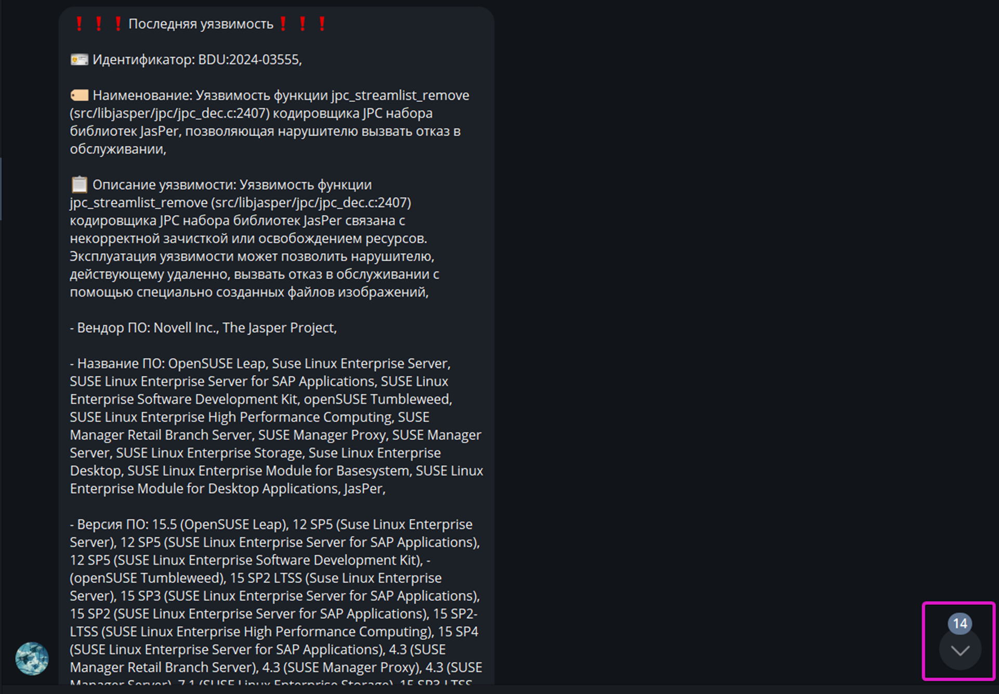 ❗❗❗Последняя уязвимость❗❗❗
🪪 Идентификатор: BDU:2024-03555,
🏷 Наименование: Уязвимость функции jpc_streamlist_remove
(src/libjasper/jpc/jpc_dec.c:2407) кодировщика JPC набора
библиотек JasPer, позволяющая нарушителю вызвать отказ в
обслуживании,
📋 Описание уязвимости: Уязвимость функции
jpc_streamlist_remove (src/libjasper/jpc/jpc_dec.c:2407)
кодировщика JPC набора библиотек JasPer связана с
некорректной зачисткой или освобождением ресурсов.
Эксплуатация уязвимости может позволить нарушителю,
действующему удаленно, вызвать отказ в обслуживании с
помощью специально созданных файлов изображений,
- Вендор ПО: Novell Inc., The Jasper Project,
- Название ПО: OpenSUSE Leap, Suse Linux Enterprise Server,
SUSE Linux Enterprise Server for SAP Applications, SUSE Linux
Enterprise Software Development Kit, openSUSE Tumbleweed,
SUSE Linux Enterprise High Performance Computing, SUSE
Manager Retail Branch Server, SUSE Manager Proxy, SUSE Manager
Server, SUSE Linux Enterprise Storage, Suse Linux Enterprise
Desktop, SUSE Linux Enterprise Module for Basesystem, SUSE Linux
Enterprise Module for Desktop Applications, JasPer,
- Версия ПО: 15.5 (OpenSUSE Leap), 12 SP5 (Suse Linux Enterprise
Server), 12 SP5 (SUSE Linux Enterprise Server for SAP Applications),
12 SP5 (SUSE Linux Enterprise Software Development Kit), -
(openSUSE Tumbleweed), 15 SP2 LTSS (Suse Linux Enterprise
Server), 15 SP3 (SUSE Linux Enterprise Server for SAP Applications),
15 SP2 (SUSE Linux Enterprise Server for SAP Applications), 15 SP2-
LTSS (SUSE Linux Enterprise High Performance Computing), 15 SP4
(SUSE Linux Enterprise Server for SAP Applications), 4.3 (SUSE
Manager Retail Branch Server), 4.3 (SUSE Manager Proxy), 4.3 (SUSE
Manager Server), 7.1 (SUSE Linux Enterprise Storage), 15 SP3 LTSS
14